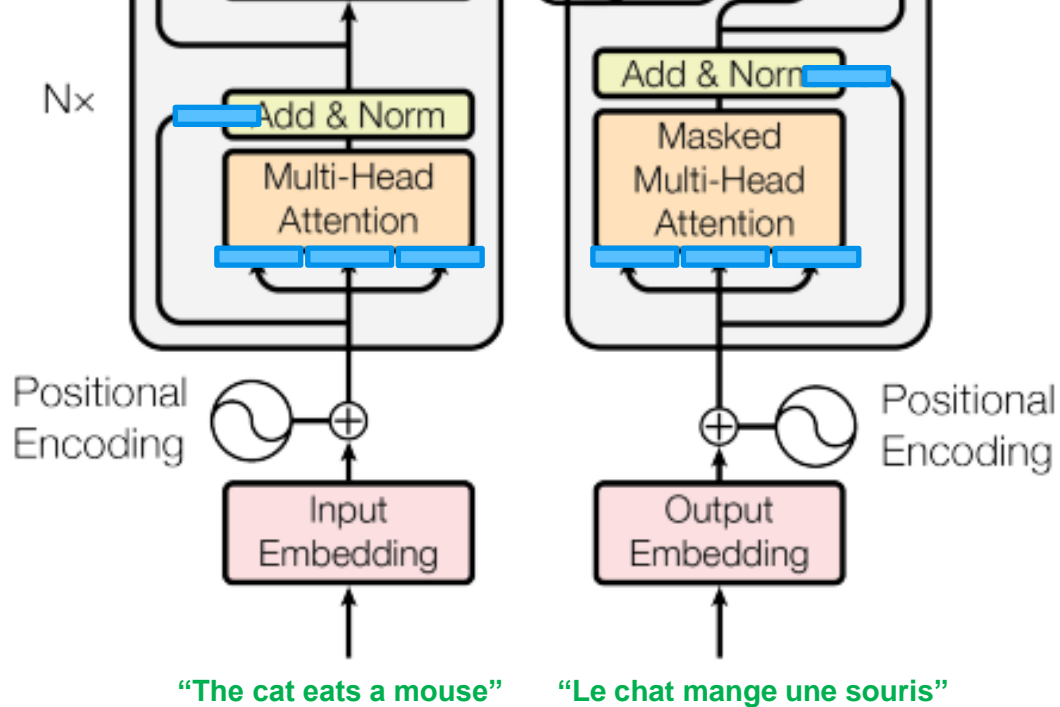 Nx
Add & Norm
Multi-Head
Attention
Positional
Encoding
Input
Embedding
“The cat eats a mouse”
Add & Norm
Masked
Multi-Head
Attention
Positional
Encoding
Output
Embedding
“Le chat mange une souris”